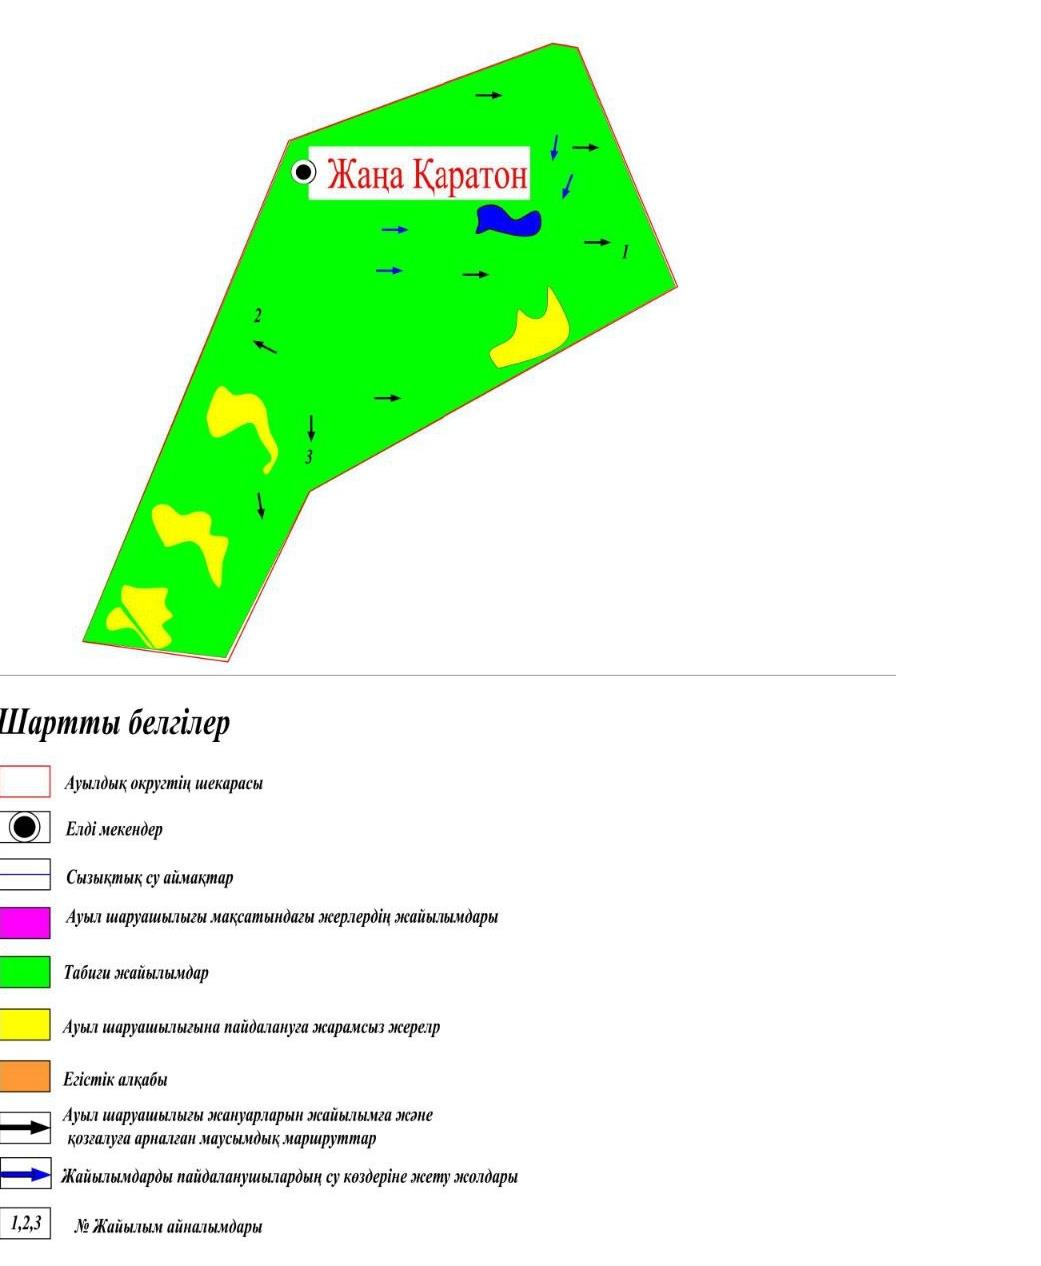 Жаңа Қаратон
1
2
3
Шартты белгілер
Ауылдық округтің шекарасы
Елді мекендер
Сызықтық су аймақтар
Ауыл шаруашылығы мақсатындағы жерлердің жайылымдары
Табиғи жайылымдар
Ауыл шаруашылығына пайдалануға жарамсыз жерелр
Егістік алқабы
Ауыл шаруашылығы жануарларын жайылымға және
қозғалуға арналған маусымдық маршруттар
Жайылымдарды пайдаланушылардың су көздеріне жету жолдары
1,2,3 № Жайылым айналымдары